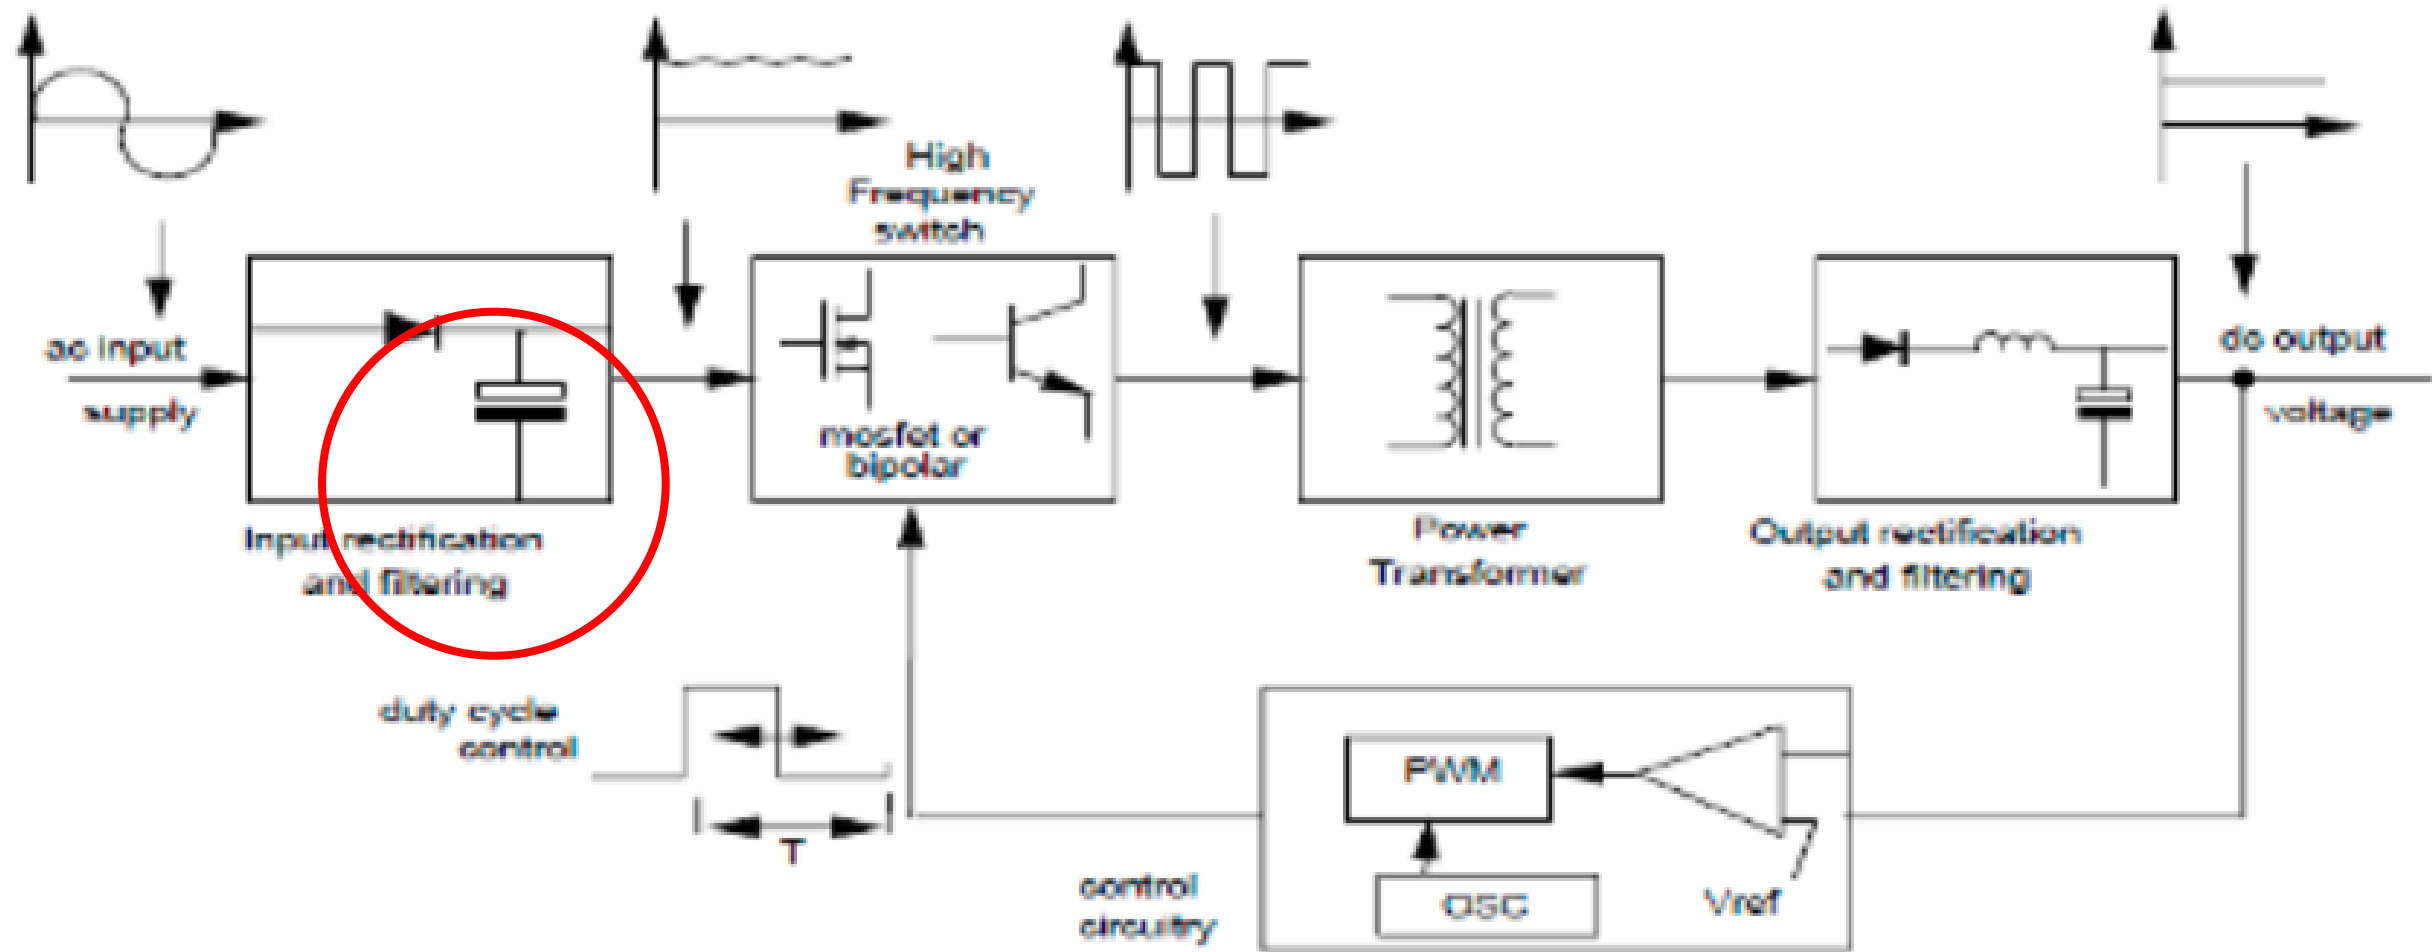 High
Frequency
switch
ac input
supply
mosfet or
bipolar
dc output
voltage
Input rectification
and filtering
Power
Transformer
Output rectification
and filtering
duty cycle
control
T
PWM
OSC
Vref
control
circuitry